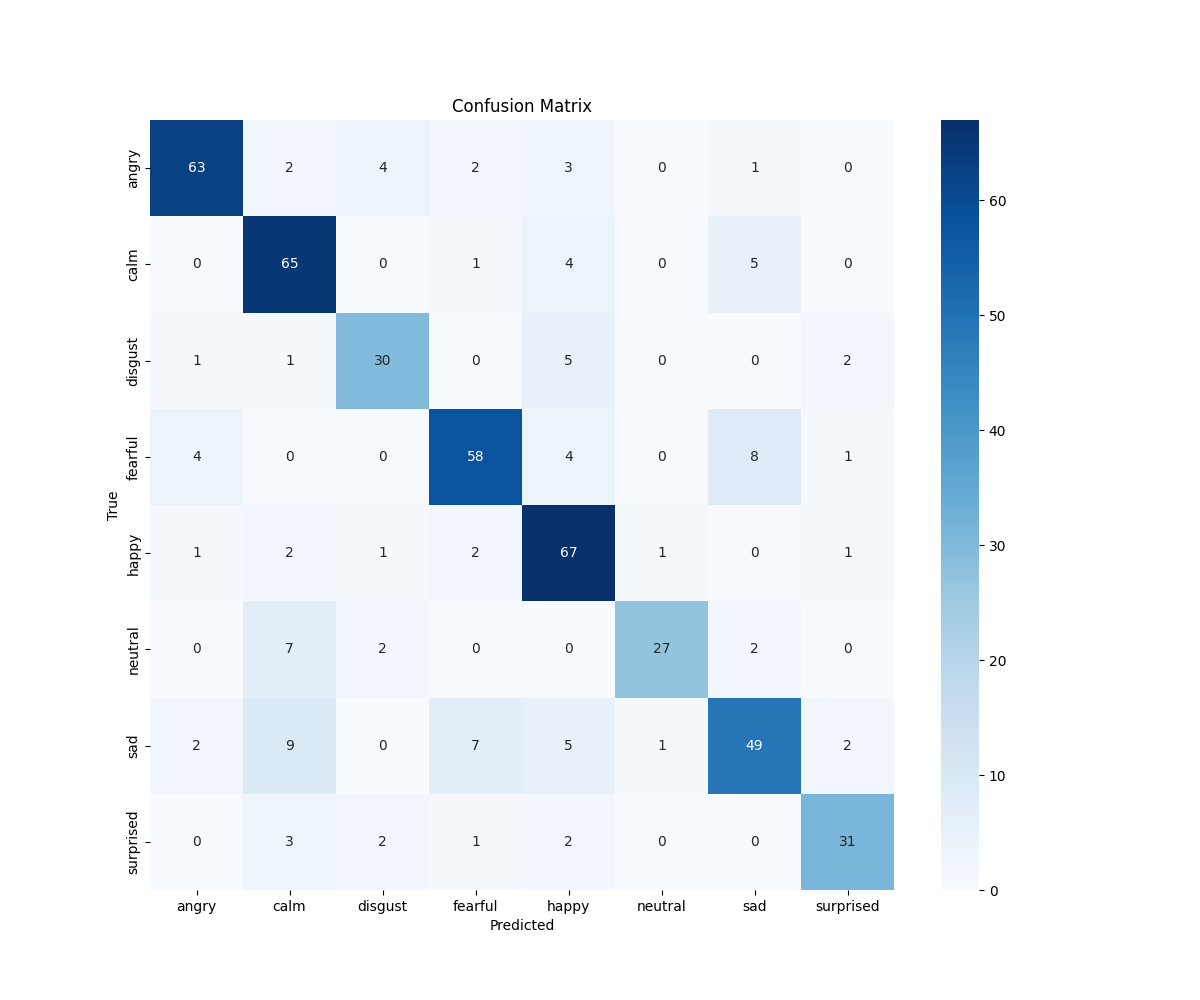 Confusion Matrix
angry 63 2 4 2 3 0 1 0
calm 0 65 0 1 4 0 5 0
disgust 1 1 30 0 5 0 0 2
fearful 4 0 0 58 4 0 8 1
True
happy 1 2 1 2 67 1 0 1
neutral 0 7 2 0 0 27 2 0
sad 2 9 0 7 5 1 49 2
surprised 0 3 2 1 2 0 0 31
angry calm disgust fearful happy neutral sad surprised
Predicted
60
50
40
30
20
10
0